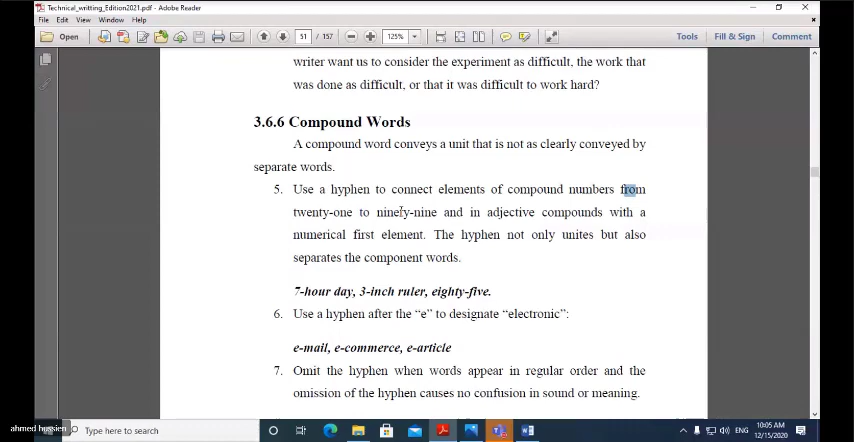 Technical_writting_Edition2021.pdf - Adobe Reader
File Edit View Window Help
Open 51 / 157 125% Tools Fill & Sign Comment
writer want us to consider the experiment as difficult, the work that
was done as difficult, or that it was difficult to work hard?
3.6.6 Compound Words
A compound word conveys a unit that is not as clearly conveyed by
separate words.
5. Use a hyphen to connect elements of compound numbers from
twenty-one to ninety-nine and in adjective compounds with a
numerical first element. The hyphen not only unites but also
separates the component words.
7-hour day, 3-inch ruler, eighty-five.
6. Use a hyphen after the “e” to designate “electronic”:
e-mail, e-commerce, e-article
7. Omit the hyphen when words appear in regular order and the
omission of the hyphen causes no confusion in sound or meaning.
ahmed hussien
Type here to search
ENG
10:05 AM
12/15/2020